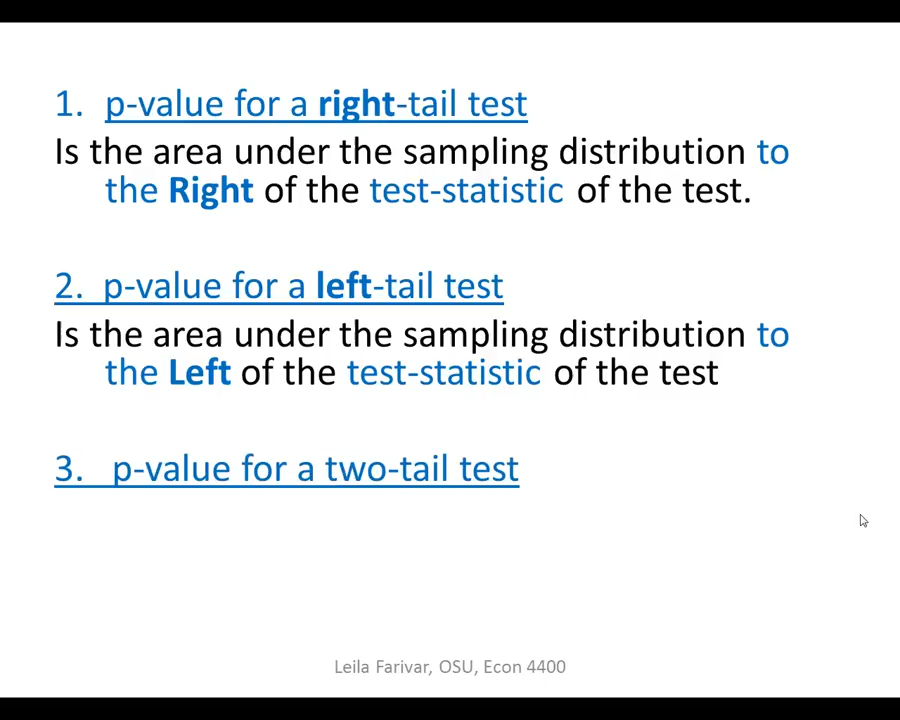 1. p-value for a right-tail test
Is the area under the sampling distribution to
the Right of the test-statistic of the test.
2. p-value for a left-tail test
Is the area under the sampling distribution to
the Left of the test-statistic of the test
3. p-value for a two-tail test
Leila Farivar, OSU, Econ 4400